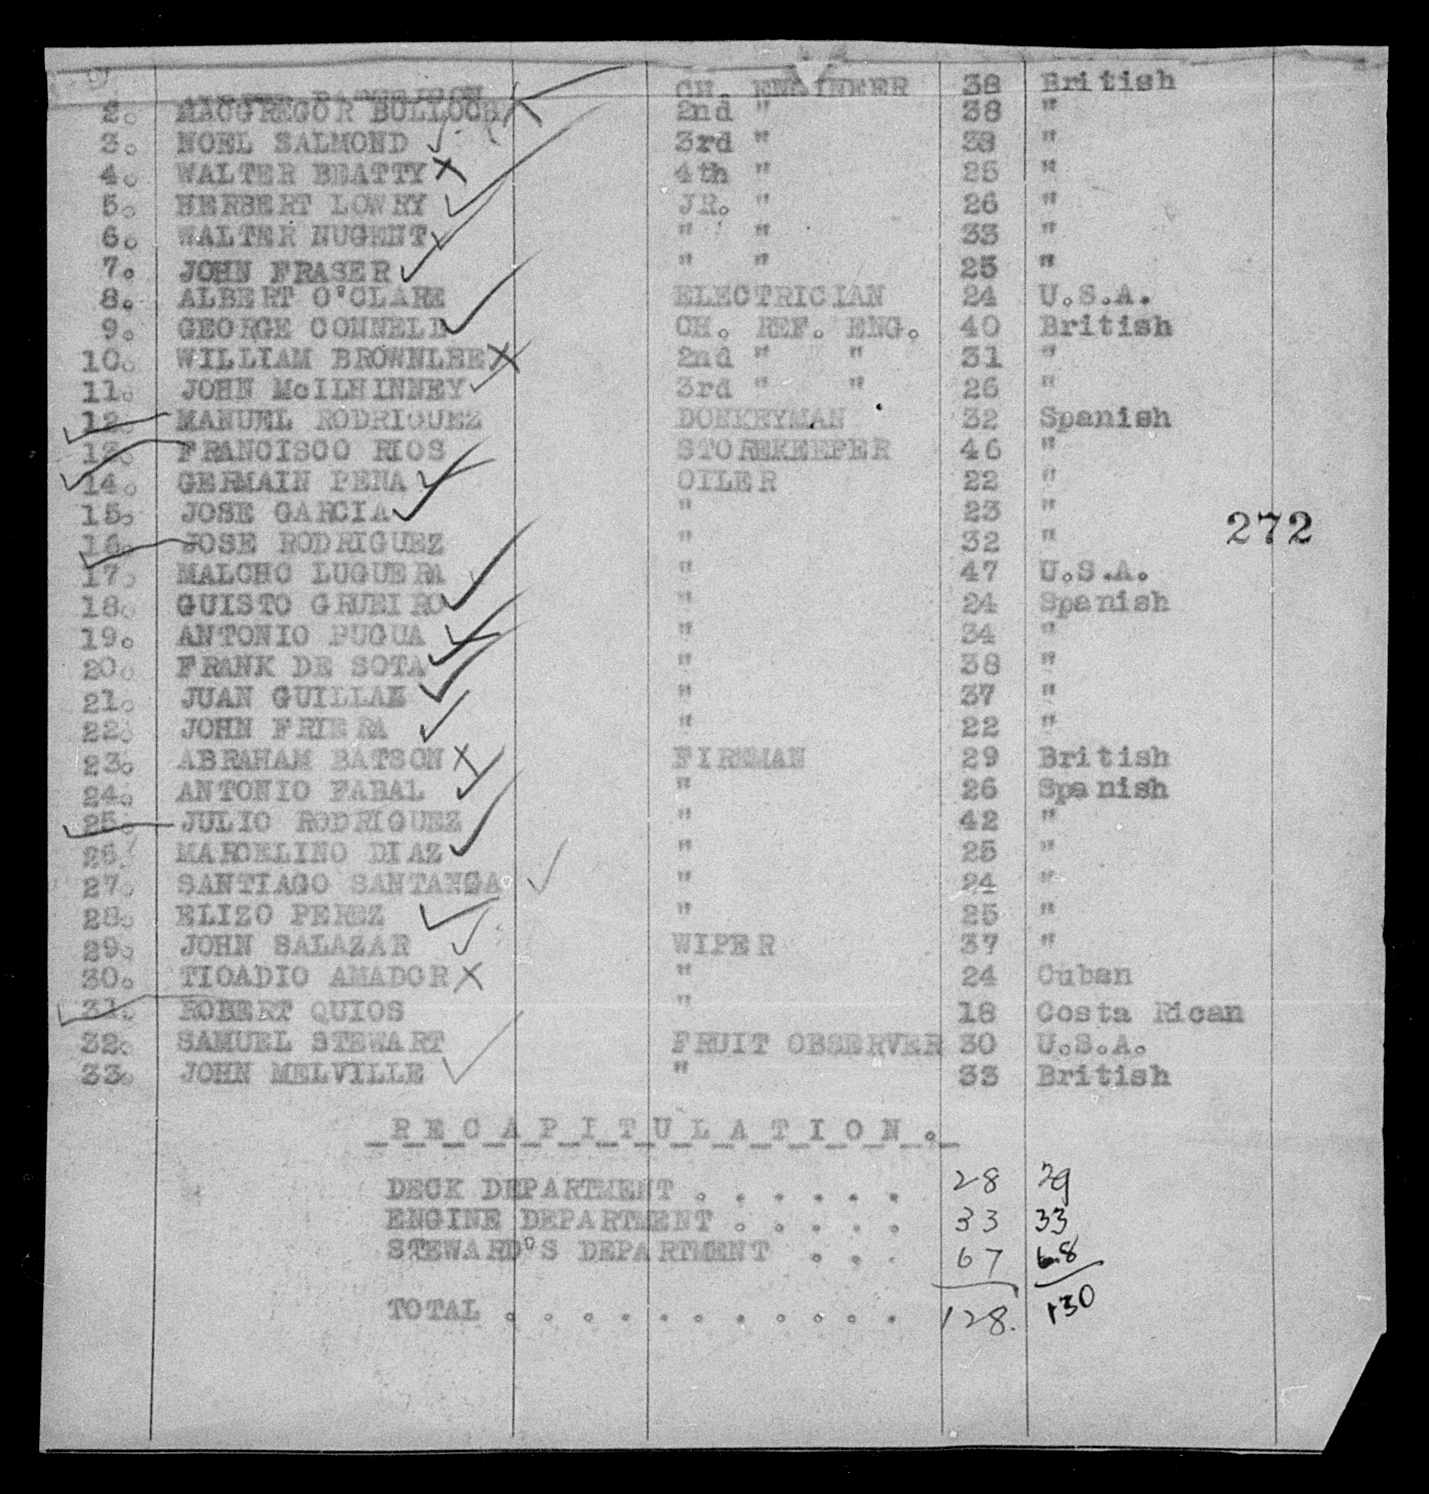 CH. ENGINEER 38 British
2. MACGREGOR BULLOCH 2nd " 38 "
3. NOEL SALMOND 3rd " 38 "
4. WALTER BEATTY 4th " 25 "
5. HERBERT LOWRY JR. " 26 "
6. WALTER NUGENT " " 33 "
7. JOHN FRASER " " 25 "
8. ALBERT O'CLARE ELECTRICIAN 24 U.S.A.
9. GEORGE CONNELL CH. REF. ENG. 40 British
10. WILLIAM BROWNLEE 2nd " " 31 "
11. JOHN McILHINNEY 3rd " " 26 "
12. MANUEL RODRIGUEZ DONKEYMAN 32 Spanish
13. FRANCISCO RIOS STOREKEEPER 46 "
14. GERMAIN PENA OILER 22 "
15. JOSE GARCIA " 23 "
272
16. JOSE RODRIGUEZ " 32 "
17. MALCHO LUGUERA " 47 U.S.A.
18. GUISTO GRUEIRO " 24 Spanish
19. ANTONIO PUGUA " 34 "
20. FRANK DE SOTA " 38 "
21. JUAN GUILLAN " 37 "
22. JOHN FRIERA " 22 "
23. ABRAHAM BATSON FIREMAN 29 British
24. ANTONIO FABAL " 26 Spanish
25. JULIO RODRIGUEZ " 42 "
26. MARCELINO DIAZ " 25 "
27. SANTIAGO SANTANGA " 24 "
28. ELIZO PEREZ " 25 "
29. JOHN SALAZAR WIPER 37 "
30. TIOADIO AMADOR " 24 Cuban
31. ROBERT QUIOS " 18 Costa Rican
32. SAMUEL STEWART FRUIT OBSERVER 30 U.S.A.
33. JOHN MELVILLE " 33 British
R E C A P I T U L A T I O N .
DECK DEPARTMENT . . . . . . 28 29
ENGINE DEPARTMENT . . . . . 33 33
STEWARD'S DEPARTMENT . . . 67 68
TOTAL . . . . . . . . . . . 128. 130